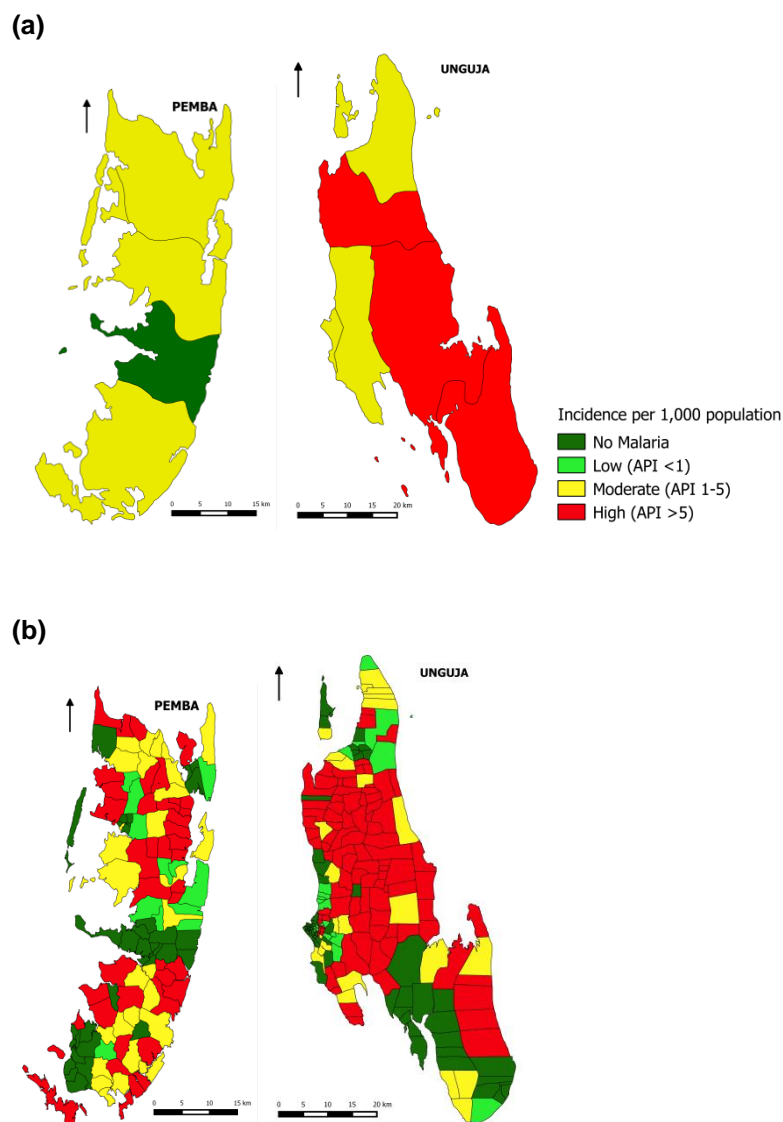 (a)
PEMBA
UNGUJA
Incidence per 1,000 population
No Malaria
Low (API <1)
Moderate (API 1-5)
High (API >5)
0 5 10 15 km
0 5 10 15 20 km
(b)
PEMBA
UNGUJA
0 5 10 15 km
0 5 10 15 20 km